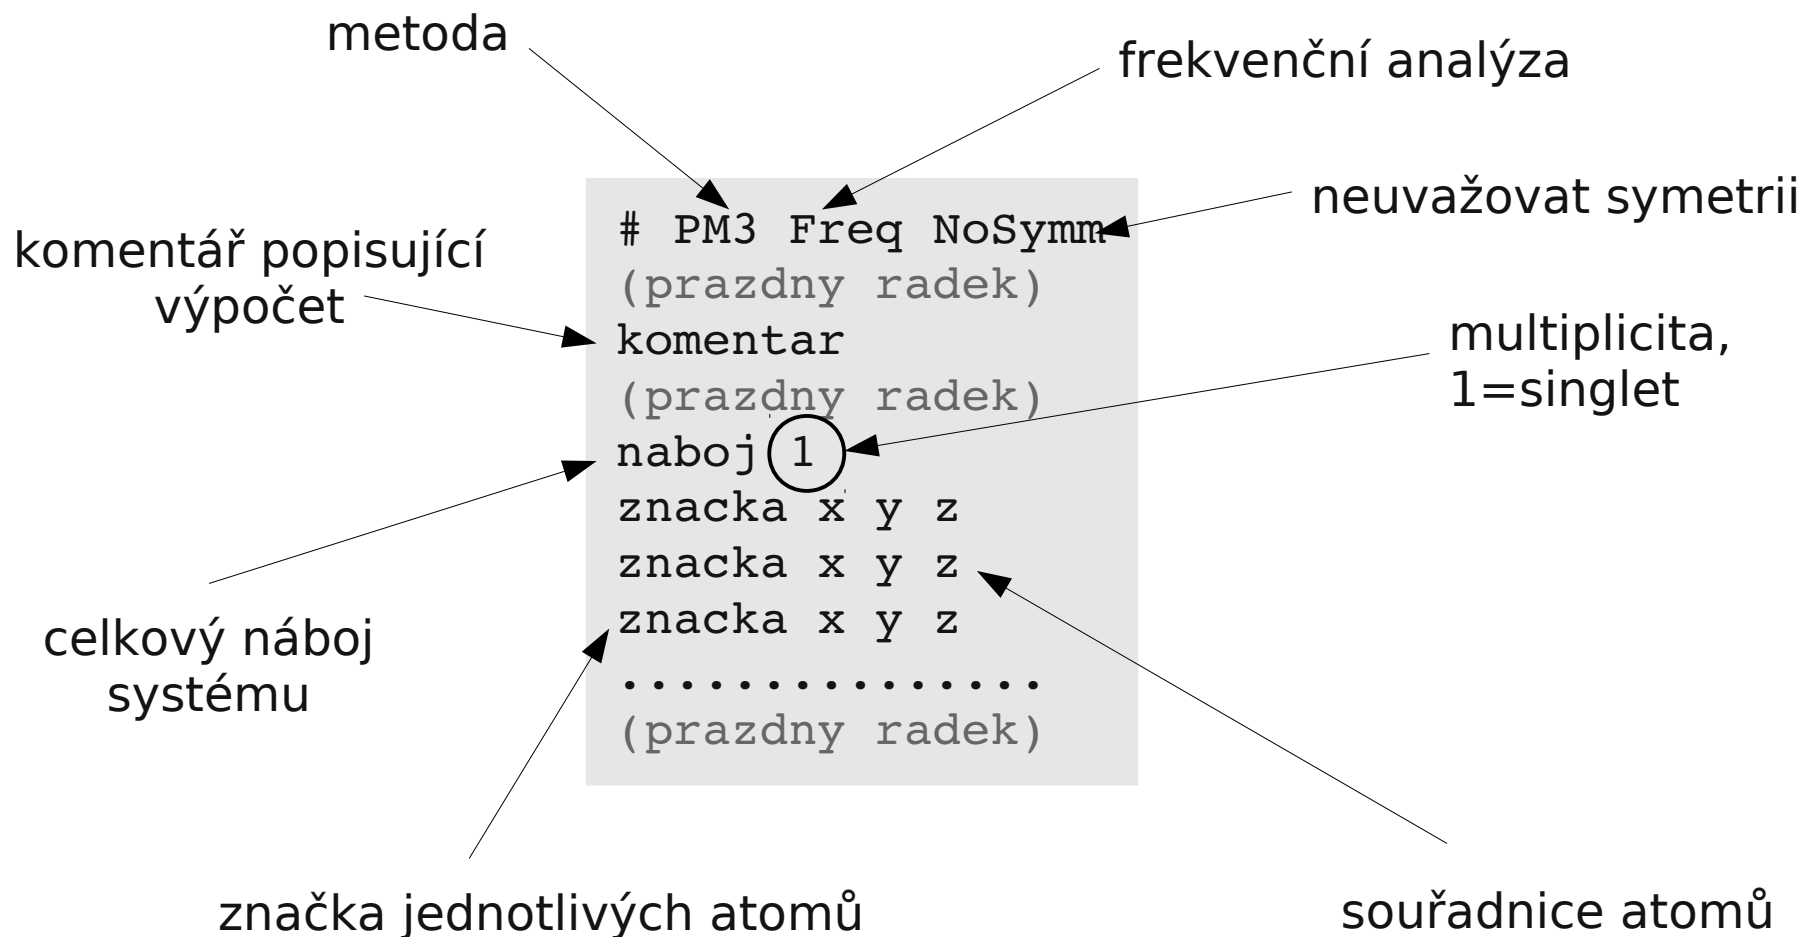 metoda
frekvenční analýza
neuvažovat symetrii
komentář popisující
výpočet
# PM3 Freq NoSymm
(prazdny radek)
komentar
(prazdny radek)
naboj 1
znacka x y z
znacka x y z
znacka x y z
...............
(prazdny radek)
multiplicita,
1=singlet
celkový náboj
systému
značka jednotlivých atomů
souřadnice atomů